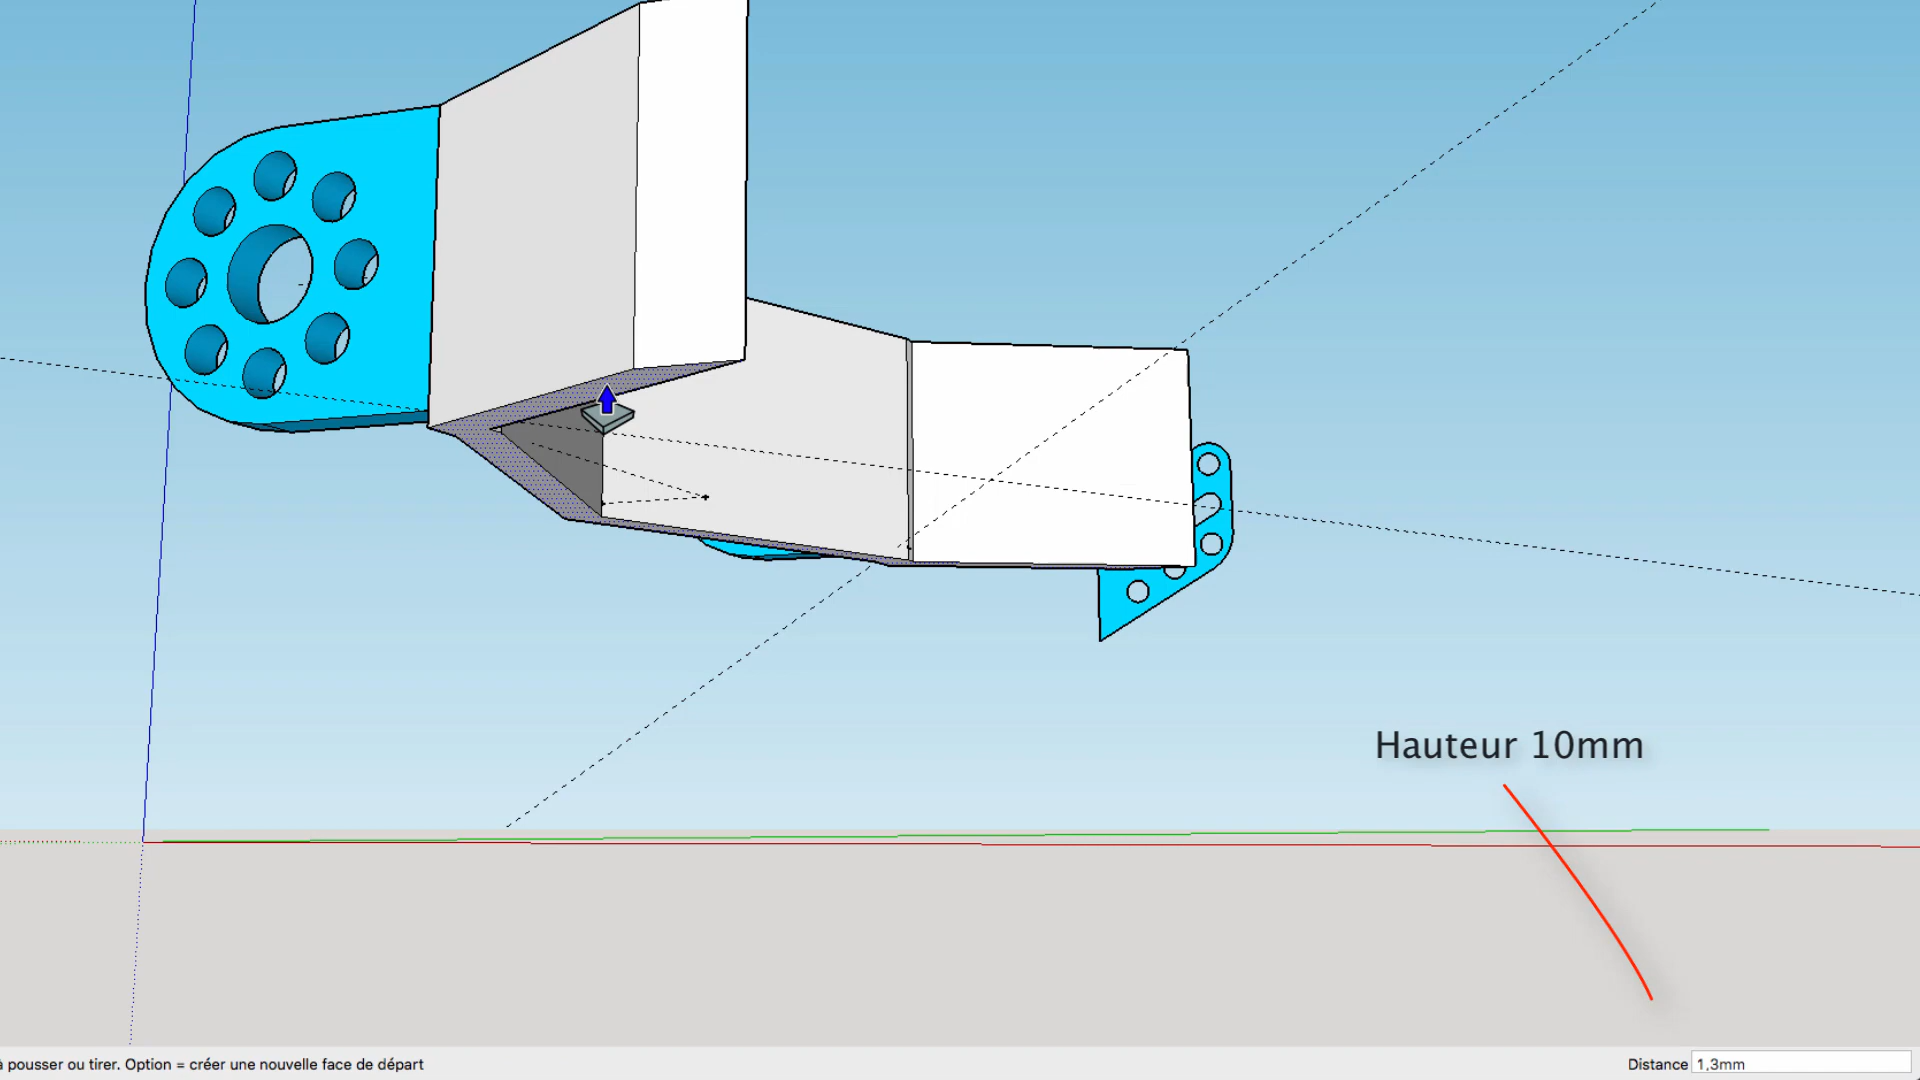 Hauteur 10mm
à pousser ou tirer. Option = créer une nouvelle face de départ
Distance 1,3mm